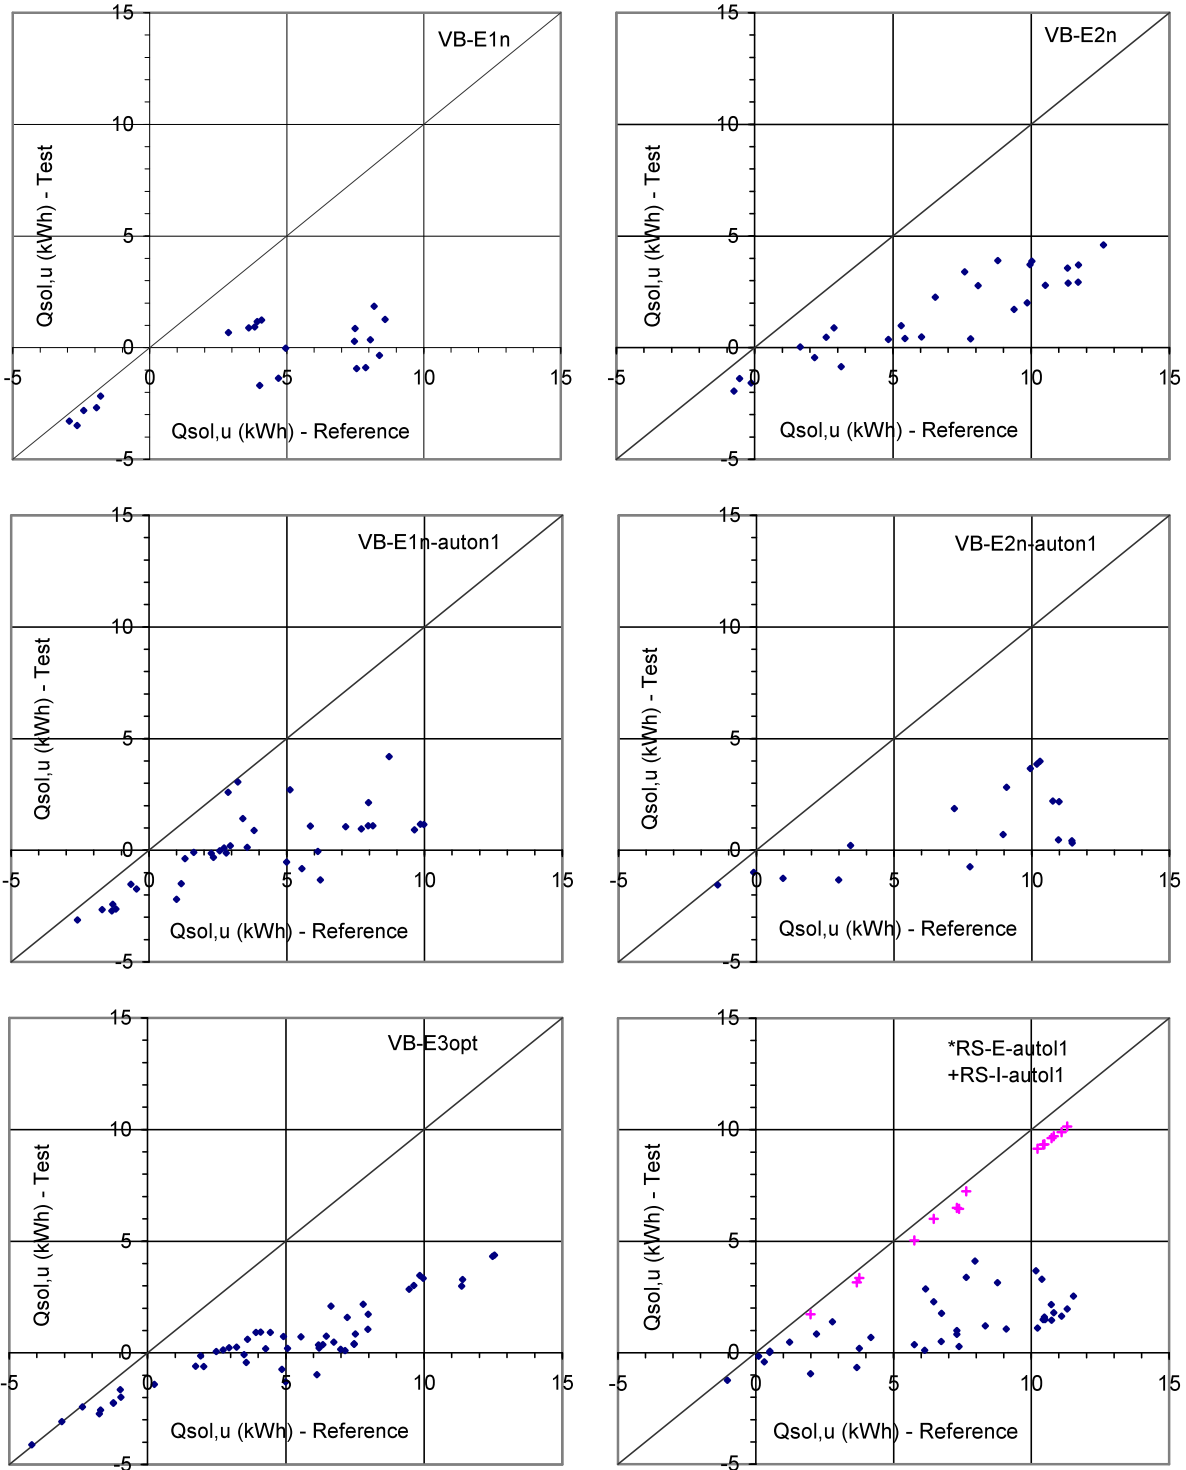 15
VB-E1n
10
Qsol,u (kWh) - Test
5
0
-5 0 5 10 15
Qsol,u (kWh) - Reference
-5
15
VB-E2n
10
Qsol,u (kWh) - Test
5
0
-5 0 5 10 15
Qsol,u (kWh) - Reference
-5
15
VB-E1n-auton1
10
Qsol,u (kWh) - Test
5
0
-5 0 5 10 15
Qsol,u (kWh) - Reference
-5
15
VB-E2n-auton1
10
Qsol,u (kWh) - Test
5
0
-5 0 5 10 15
Qsol,u (kWh) - Reference
-5
15
VB-E3opt
10
Qsol,u (kWh) - Test
5
0
-5 0 5 10 15
Qsol,u (kWh) - Reference
-5
15
*RS-E-autol1
+RS-I-autol1
10
Qsol,u (kWh) - Test
5
0
-5 0 5 10 15
Qsol,u (kWh) - Reference
-5